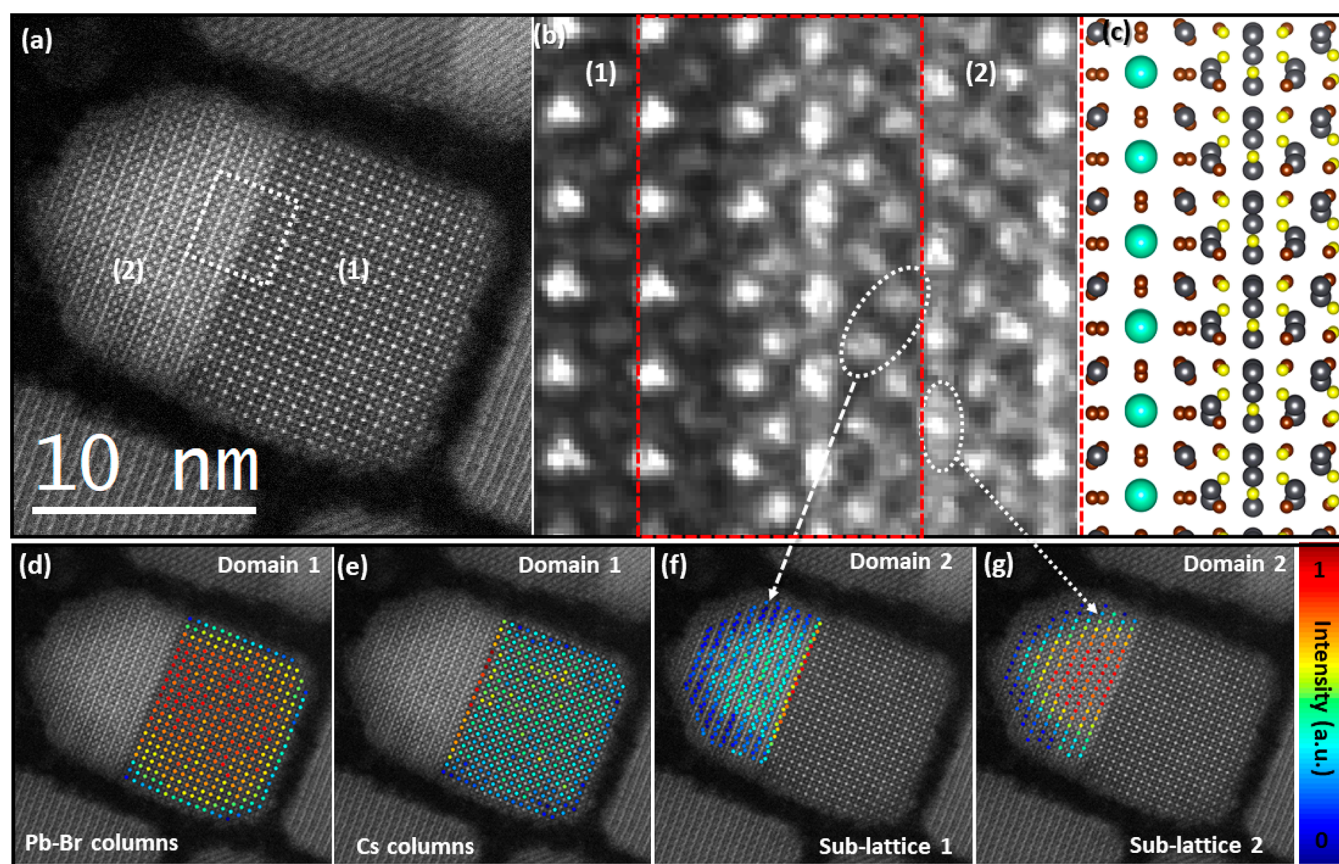 (a)
(2)
(1)
10 nm
(b)
(1)
(2)
(c)
(d)
Domain 1
Pb-Br columns
(e)
Domain 1
Cs columns
(f)
Domain 2
Sub-lattice 1
(g)
Domain 2
Sub-lattice 2
1
Intensity (a.u.)
0